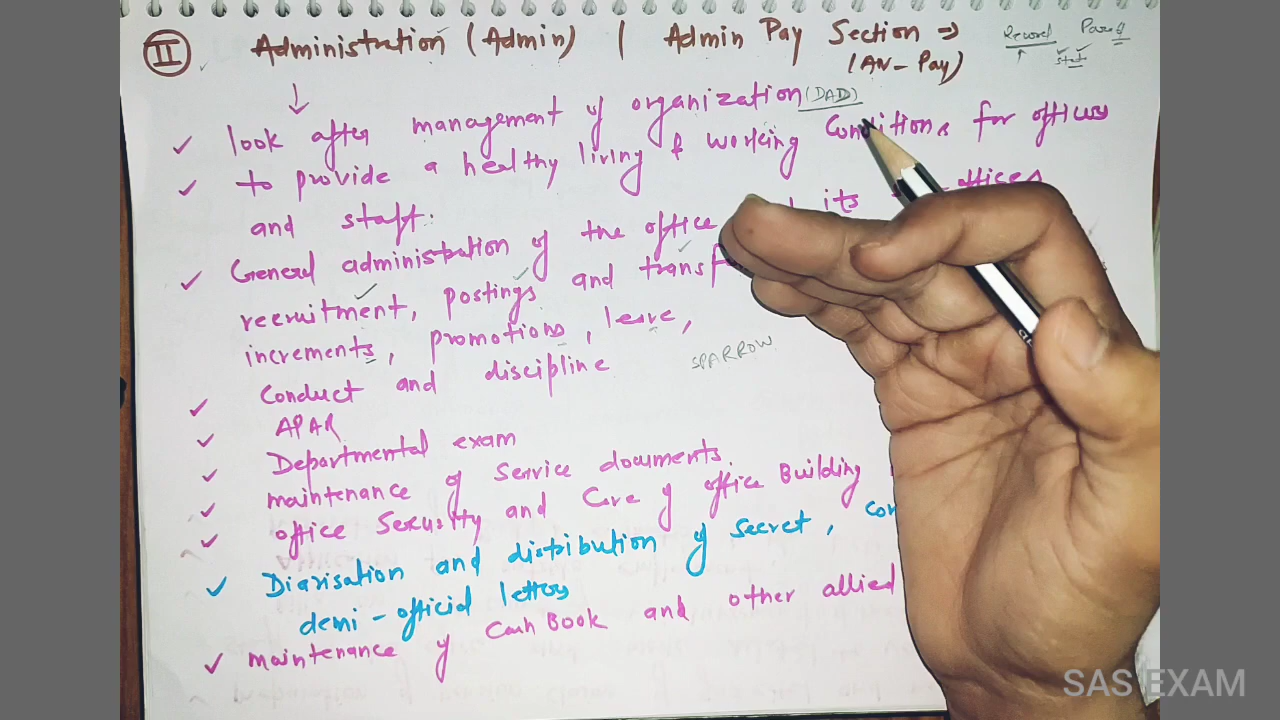 II Administration (Admin) | Admin Pay Section ⇒
(AN-Pay)
Record
look after management of organization (DAD)
to provide a healthy living & working Conditions for officers
and staff.
General administration of the office its offices
recruitment, postings and transf
increments, promotions, leave,
Conduct and discipline
SPARROW
APAR
Departmental exam
maintenance of Service documents
office Security and Care of office Building
Diarisation and distribution of secret, con
demi-official letters
maintenance of Cash Book and other allied
SAS EXAM